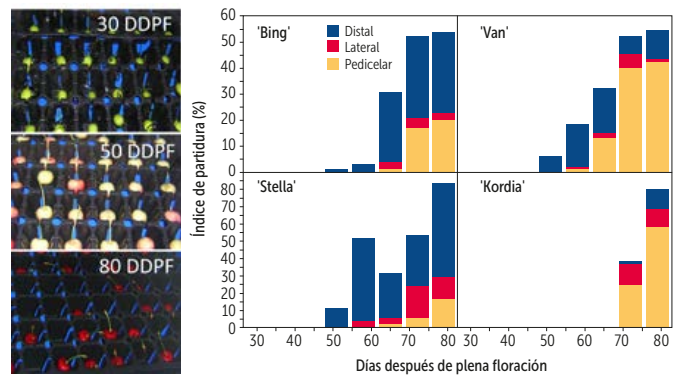 30 DDPF
50 DDPF
80 DDPF
Índice de partidura (%)
60
50
40
30
20
10
0
'Bing'
Distal
Lateral
Pedicelar
'Van'
80
70
60
50
40
30
20
10
0
'Stella'
'Kordia'
30 40 50 60 70 80
30 40 50 60 70 80
Días después de plena floración